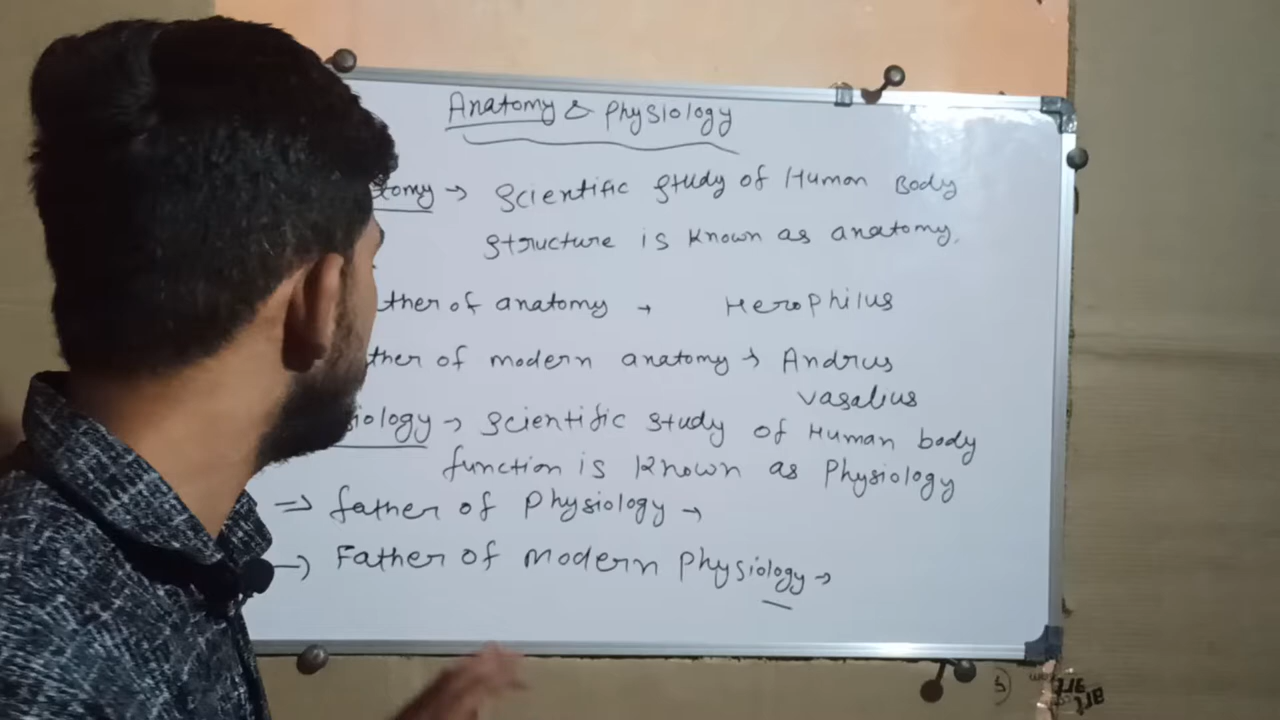 Anatomy & Physiology
tomy → Scientific Study of Human Body
Structure is known as anatomy.
ther of anatomy → Herophilus
ther of modern anatomy → Andrius
vasalius
iology → Scientific study of Human body
function is known as Physiology
⇒ father of Physiology →
→ Father of modern Physiology →